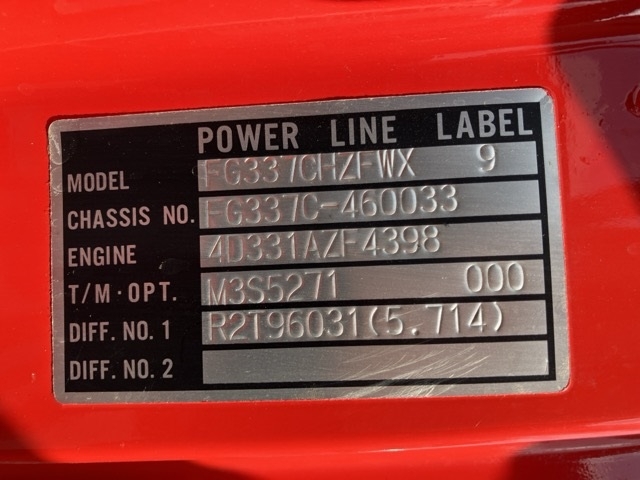 POWER LINE LABEL
MODEL FG337CHZFWX 9
CHASSIS NO. FG337C-460033
ENGINE 4D331AZF4398
T/M·OPT. M3S5271 000
DIFF. NO. 1 R2T96031(5.714)
DIFF. NO. 2